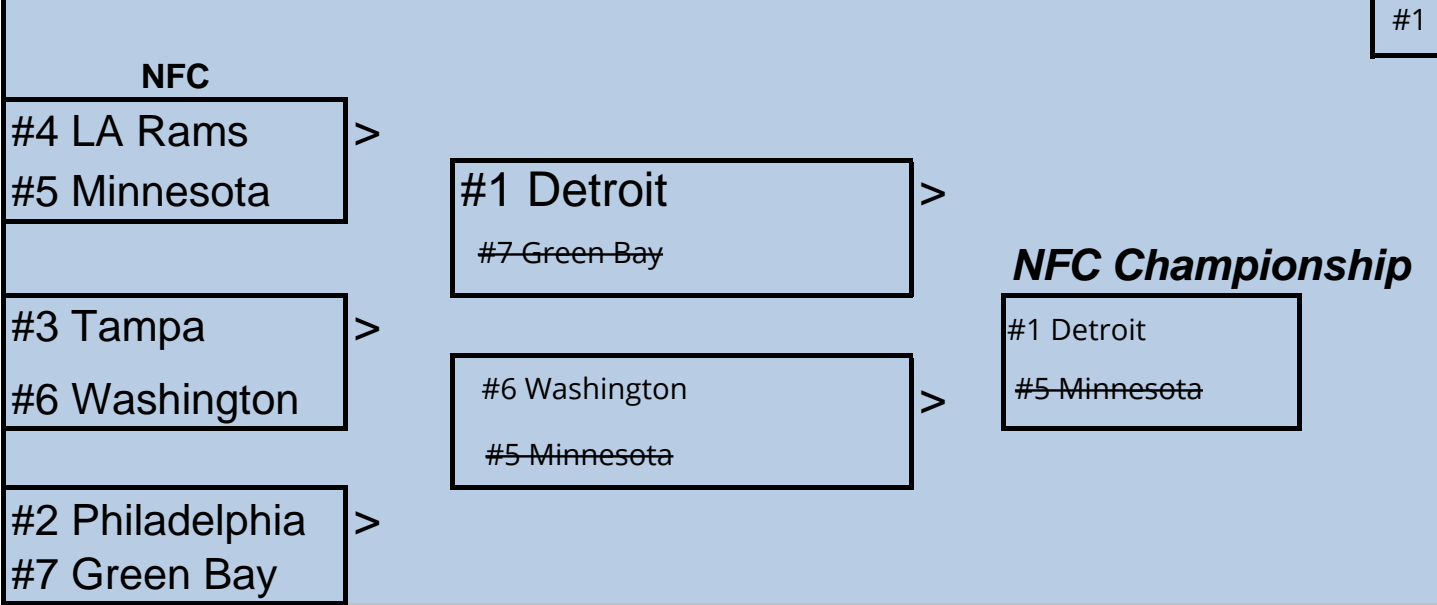 #1
NFC
#4 LA Rams >
#5 Minnesota
#1 Detroit >
#7 Green Bay
NFC Championship
#3 Tampa >
#6 Washington
#6 Washington >
#5 Minnesota
#1 Detroit
#5 Minnesota
#2 Philadelphia >
#7 Green Bay